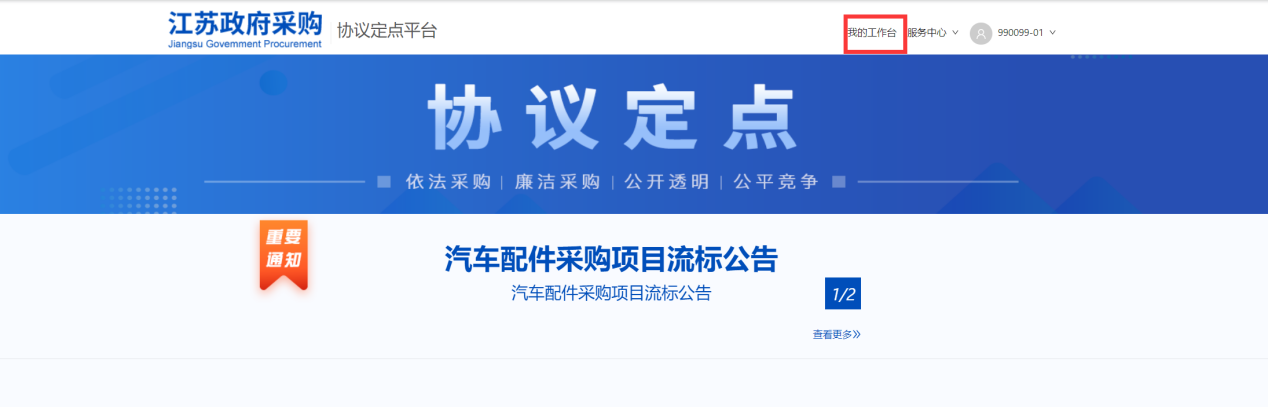 江苏政府采购
Jiangsu Government Procurement
协议定点平台
我的工作台
服务中心
990099-01
协议定点
依法采购 | 廉洁采购 | 公开透明 | 公平竞争
重要
通知
汽车配件采购项目流标公告
汽车配件采购项目流标公告
1/2
查看更多»